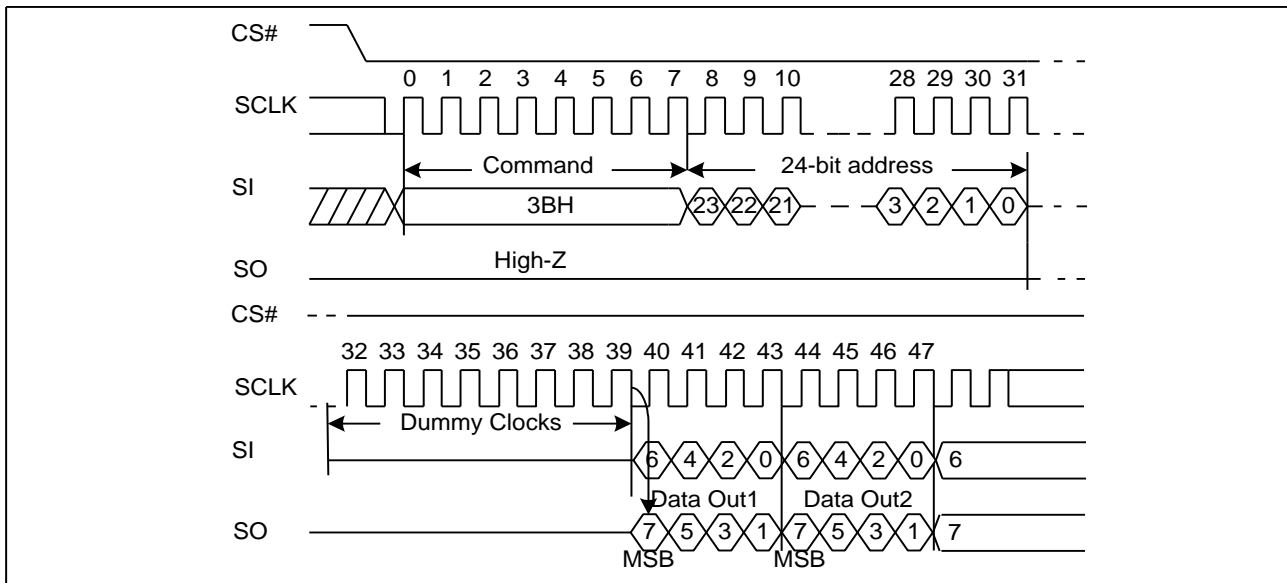 CS#
0 1 2 3 4 5 6 7 8 9 10 28 29 30 31
SCLK
Command 24-bit address
SI
3BH 23 22 21 3 2 1 0
High-Z
SO
CS#
32 33 34 35 36 37 38 39 40 41 42 43 44 45 46 47
SCLK
Dummy Clocks
SI
6 4 2 0 6 4 2 0 6
Data Out1 Data Out2
SO
7 5 3 1 7 5 3 1 7
MSB MSB